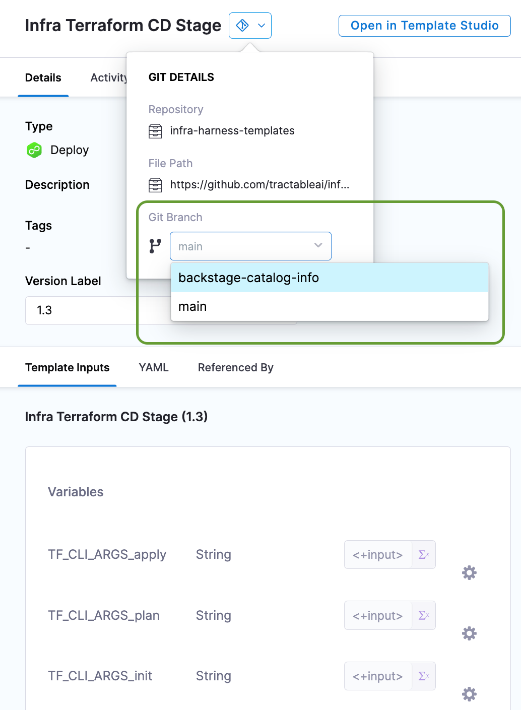 Infra Terraform CD Stage
Open in Template Studio
Details
Activity
GIT DETAILS
Repository
infra-harness-templates
File Path
https://github.com/tractableai/inf...
Git Branch
main
backstage-catalog-info
main
Type
Deploy
Description
Tags
-
Version Label
1.3
Template Inputs
YAML
Referenced By
Infra Terraform CD Stage (1.3)
Variables
TF_CLI_ARGS_apply String <+input>
TF_CLI_ARGS_plan String <+input>
TF_CLI_ARGS_init String <+input>